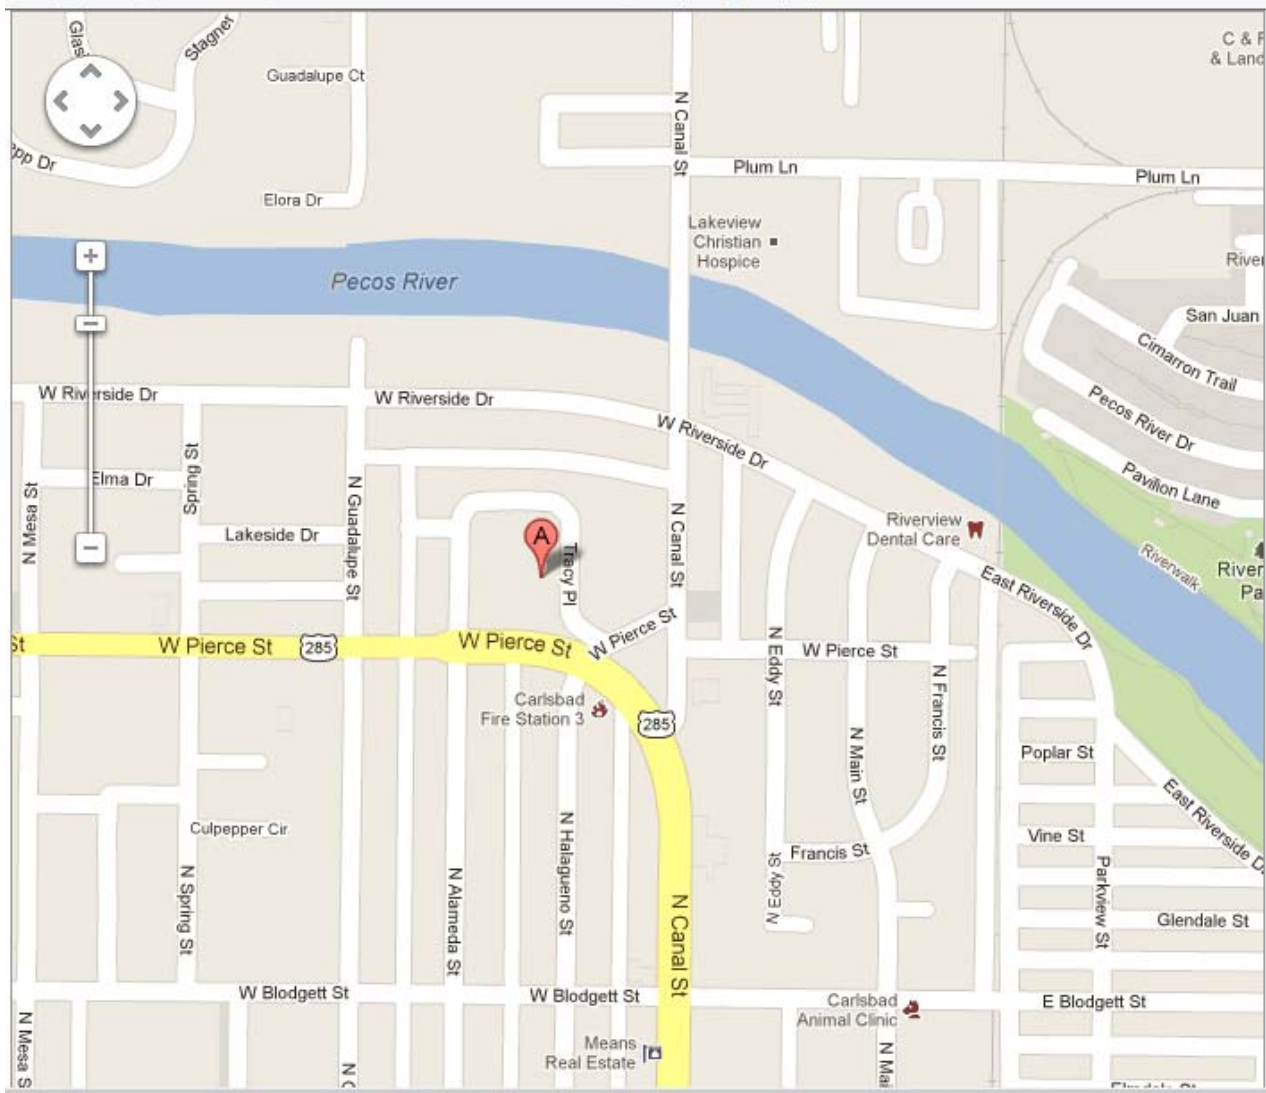 Stagner
Guadalupe Ct
C & F
& Land
N Canal St
pp Dr
Plum Ln
Plum Ln
Elora Dr
Lakeview
Christian
Hospice
River
Pecos River
San Juan
Cimarron Trail
W Riverside Dr
W Riverside Dr
Pecos River Dr
W Riverside Dr
Spring St
Elma Dr
Pavilion Lane
N Mesa St
N Guadalupe St
N Canal St
Lakeside Dr
A
Riverview
Dental Care
Riverwalk
River
Pa
Tracy Pl
East Riverside Dr
W Pierce St
St
W Pierce St
285
W Pierce St
N Eddy St
W Pierce St
N Francis St
Carlsbad
Fire Station 3
285
N Main St
Poplar St
East Riverside D
Culpepper Cir
N Halagueno St
Vine St
Francis St
N Eddy St
Parkview St
N Spring St
N Alameda St
N Canal St
Glendale St
W Blodgett St
W Blodgett St
Carlsbad
Animal Clinic
E Blodgett St
N Mesa S
Means
Real Estate
N Mai